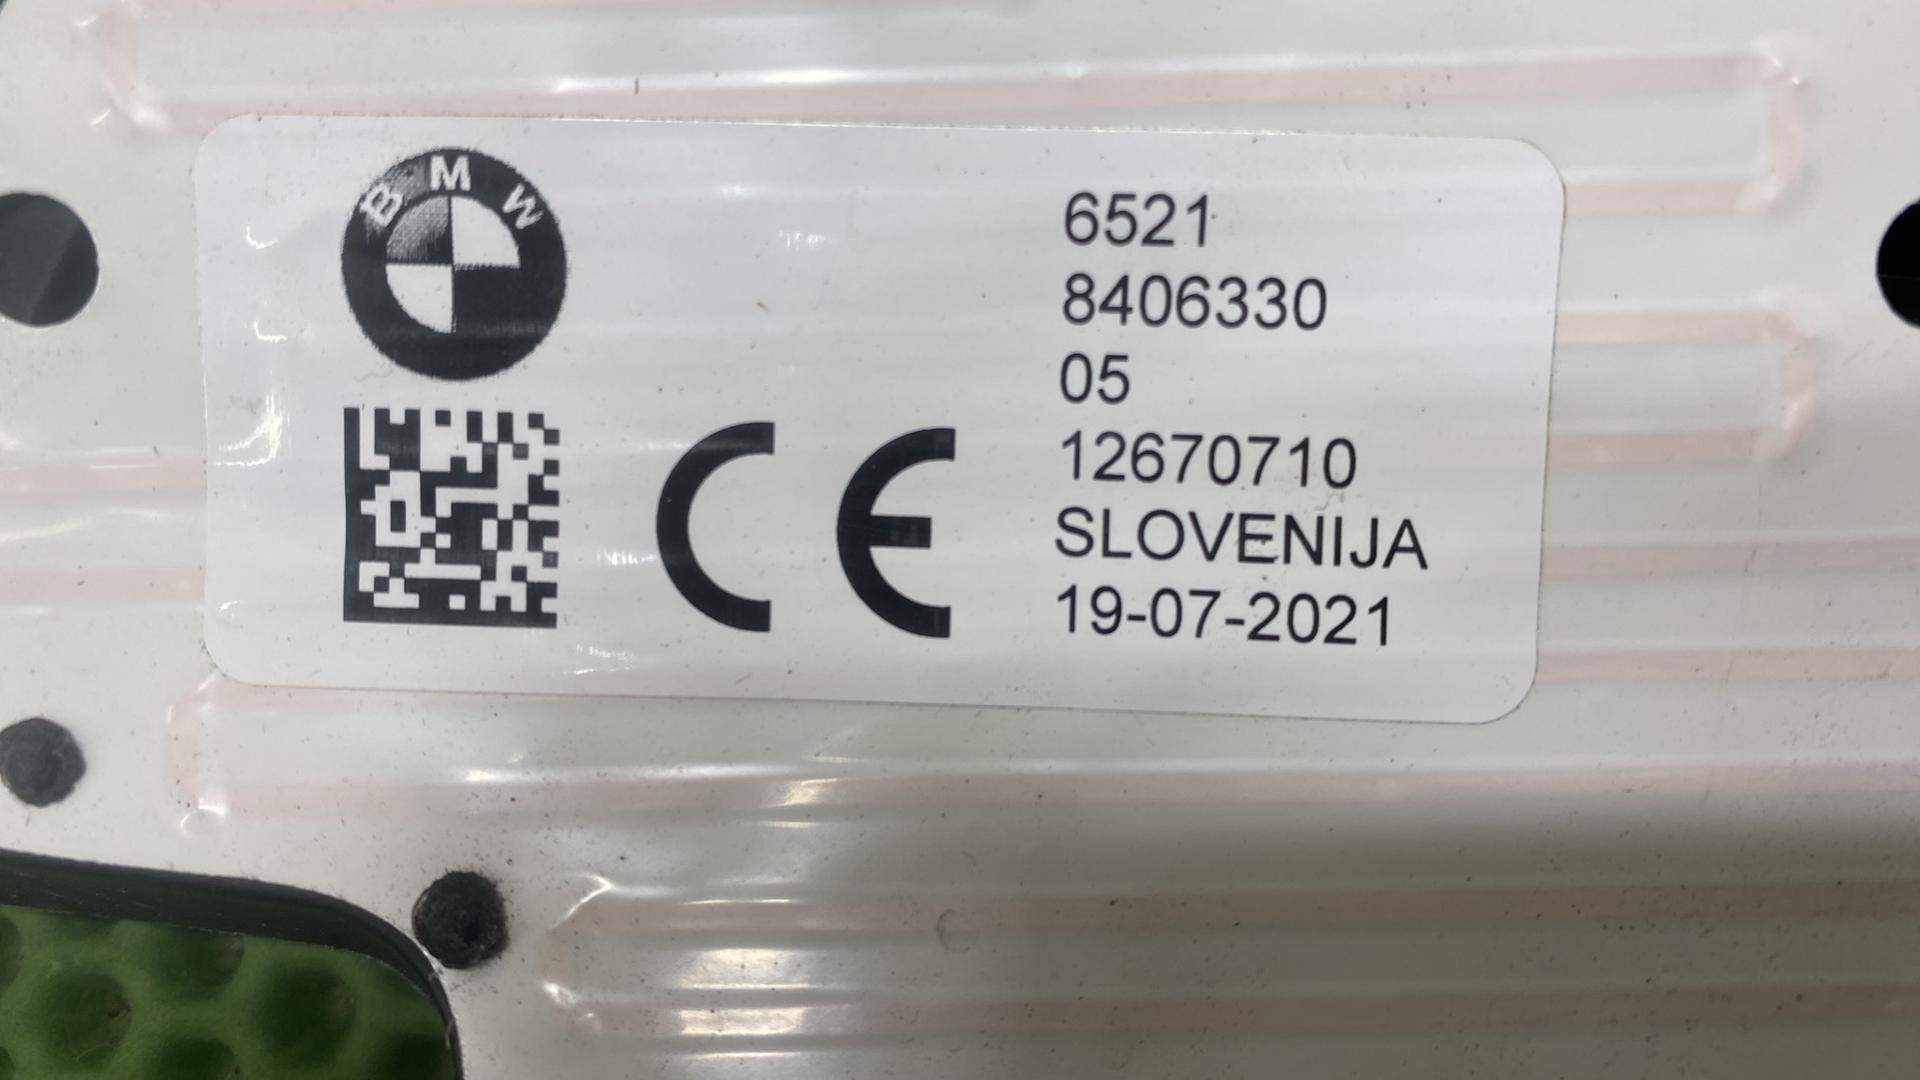 BMW
6521
8406330
05
12670710
SLOVENIJA
19-07-2021
CE